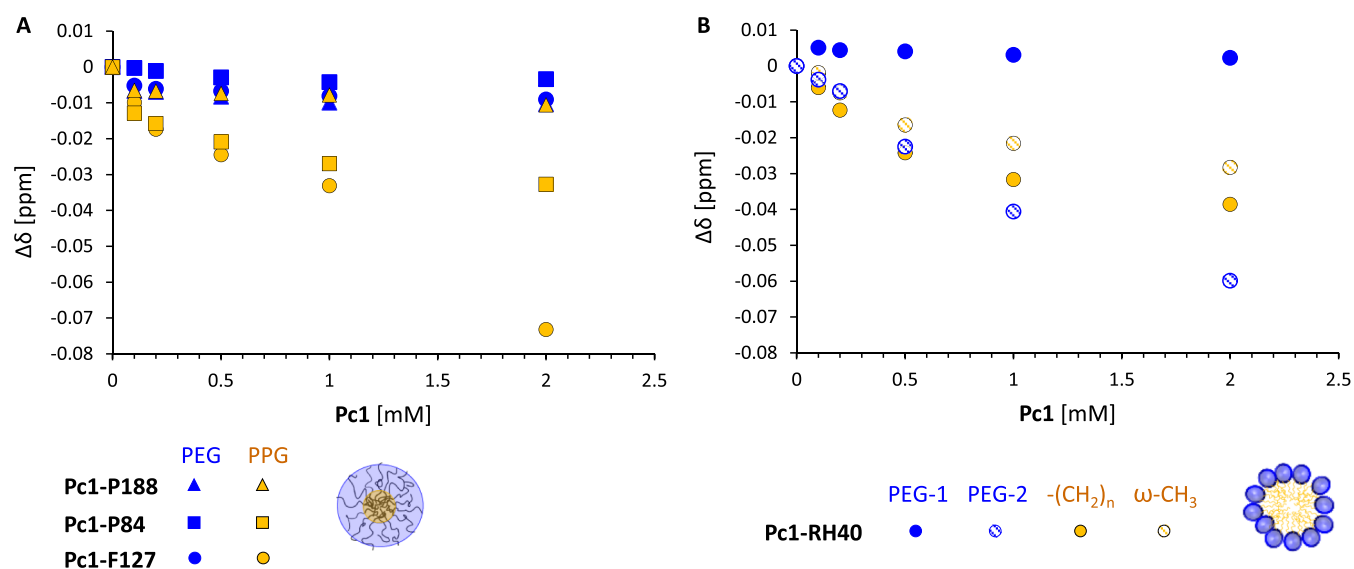 A
0.01
0
-0.01
-0.02
-0.03
-0.04
-0.05
-0.06
-0.07
-0.08
Δδ [ppm]
0 0.5 1 1.5 2 2.5
Pc1 [mM]
PEG PPG
Pc1-P188
Pc1-P84
Pc1-F127
B
0.01
0
-0.01
-0.02
-0.03
-0.04
-0.05
-0.06
-0.07
-0.08
Δδ [ppm]
0 0.5 1 1.5 2 2.5
Pc1 [mM]
PEG-1 PEG-2 -(CH₂)ₙ ω-CH₃
Pc1-RH40